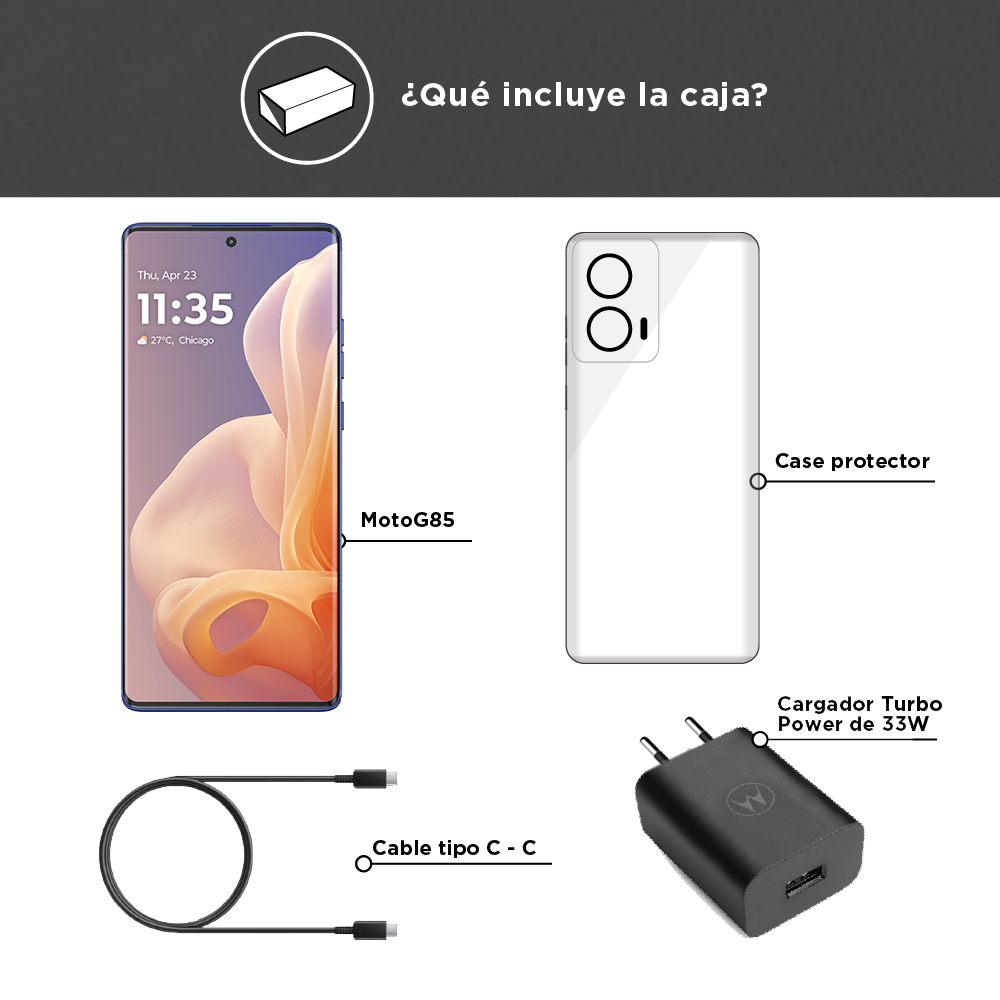 ¿Qué incluye la caja?
Thu, Apr 23
11:35
27°C, Chicago
Case protector
MotoG85
Cargador Turbo
Power de 33W
Cable tipo C - C